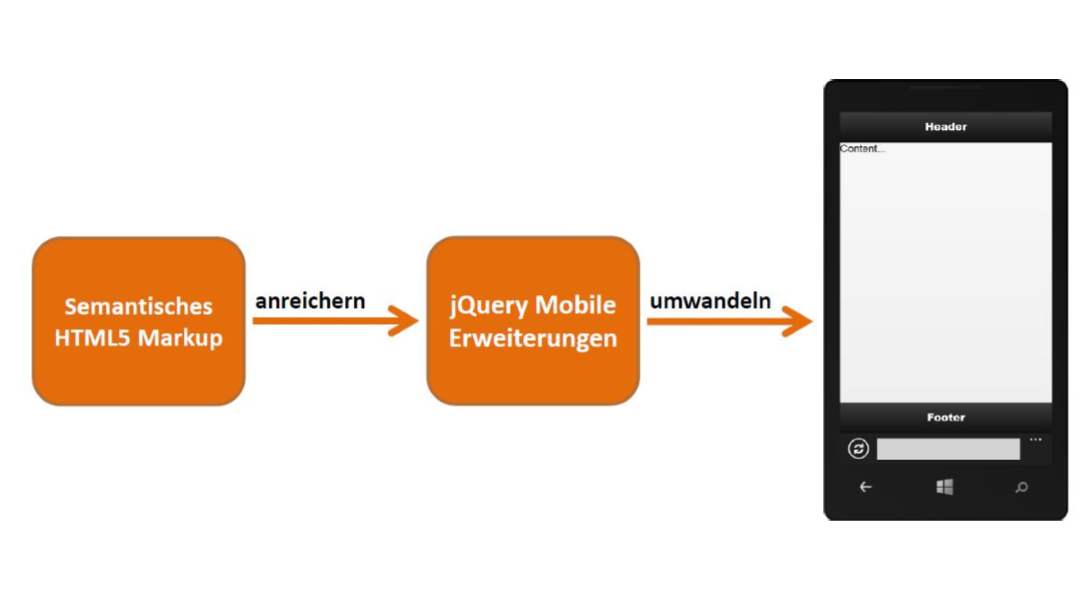 Semantisches
HTML5 Markup
anreichern
jQuery Mobile
Erweiterungen
umwandeln
Header
Content...
Footer
...